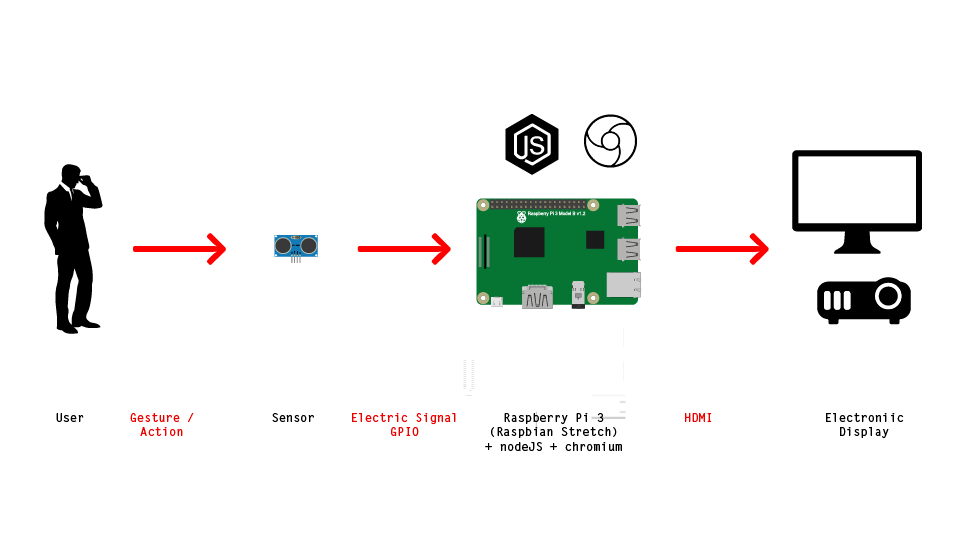 JS
Raspberry Pi 3 Model B v1.2
User
Gesture /
Action
Sensor
Electric Signal
GPIO
Raspberry Pi 3
(Raspbian Stretch)
+ nodeJS + chromium
HDMI
Electroniic
Display